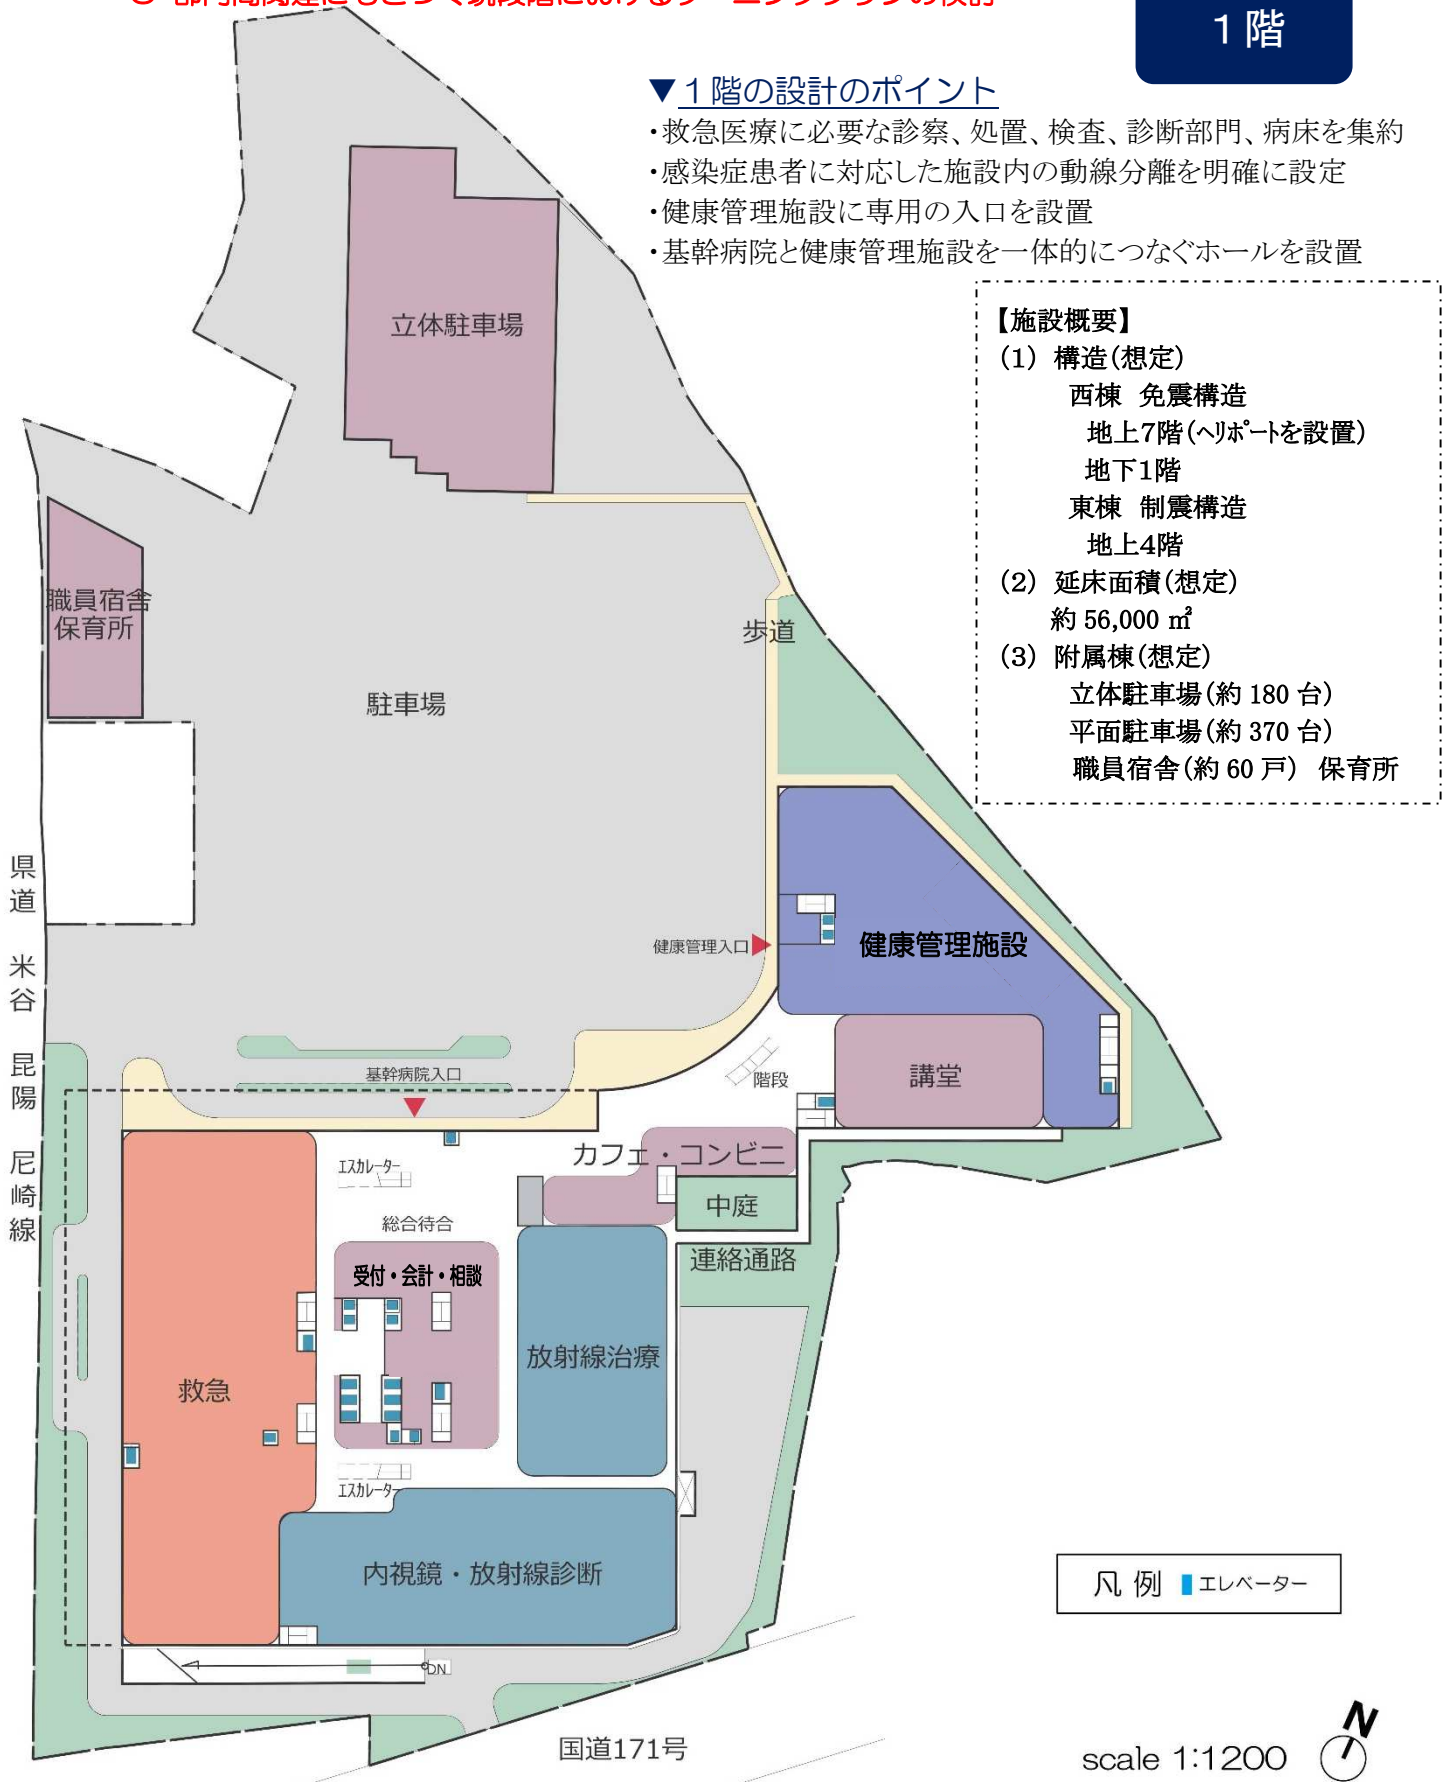 1階
▼1階の設計のポイント
・救急医療に必要な診察、処置、検査、診断部門、病床を集約
・感染症患者に対応した施設内の動線分離を明確に設定
・健康管理施設に専用の入口を設置
・基幹病院と健康管理施設を一体的につなぐホールを設置
【施設概要】
(1) 構造(想定)
西棟 免震構造
地上7階(ヘリポートを設置)
地下1階
東棟 制震構造
地上4階
(2) 延床面積(想定)
約 56,000 ㎡
(3) 附属棟(想定)
立体駐車場(約 180 台)
平面駐車場(約 370 台)
職員宿舎(約 60 戸) 保育所
立体駐車場
職員宿舎
保育所
歩道
駐車場
県道 米谷 昆陽 尼崎線
健康管理入口
健康管理施設
基幹病院入口
階段
講堂
エスカレーター
カフェ・コンビニ
中庭
総合待合
連絡通路
受付・会計・相談
放射線治療
救急
エスカレーター
内視鏡・放射線診断
DN
凡例 エレベーター
国道171号
scale 1:1200
N